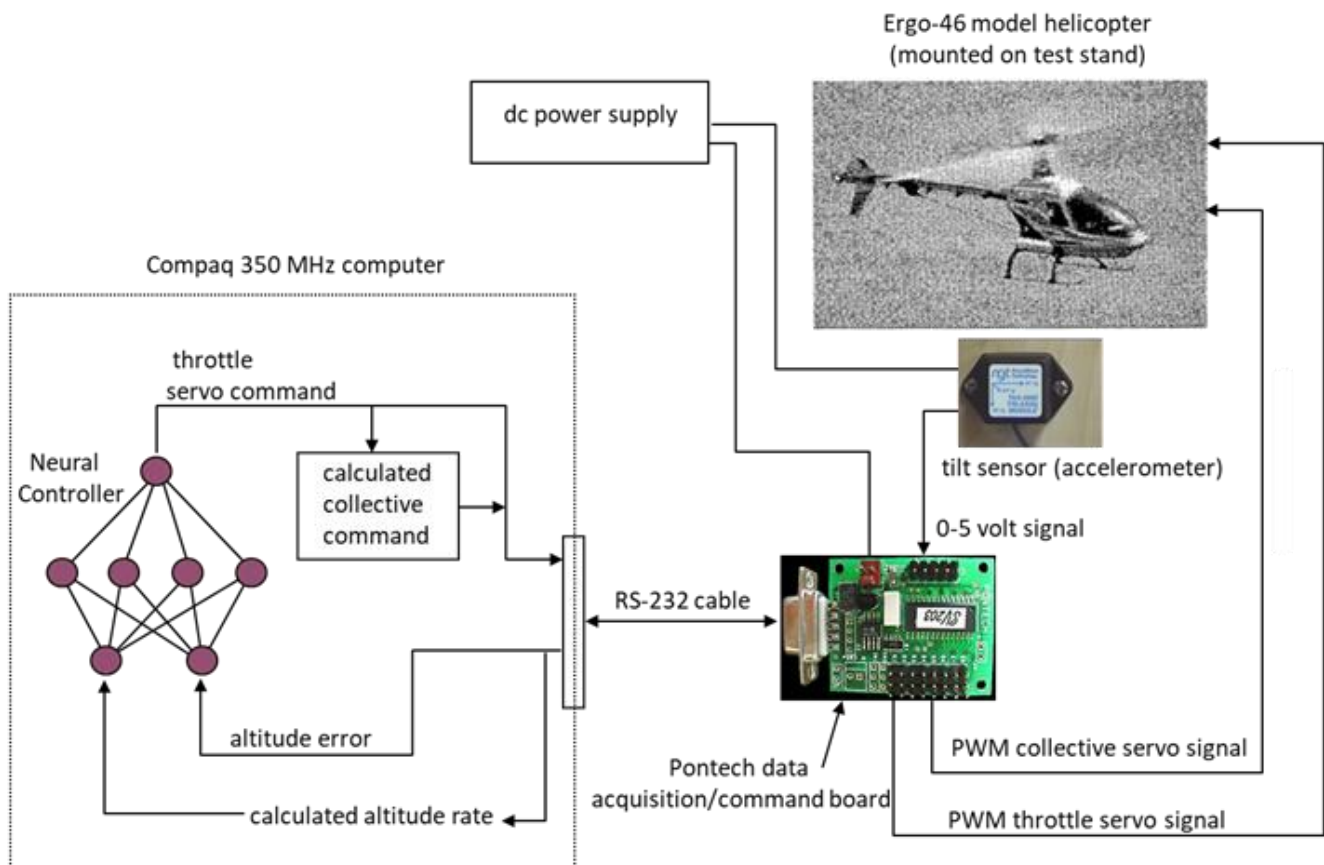 Ergo-46 model helicopter
(mounted on test stand)
dc power supply
Compaq 350 MHz computer
throttle
servo command
Neural
Controller
calculated
collective
command
tilt sensor (accelerometer)
0-5 volt signal
RS-232 cable
SV203
altitude error
calculated altitude rate
Pontech data
acquisition/command board
PWM collective servo signal
PWM throttle servo signal